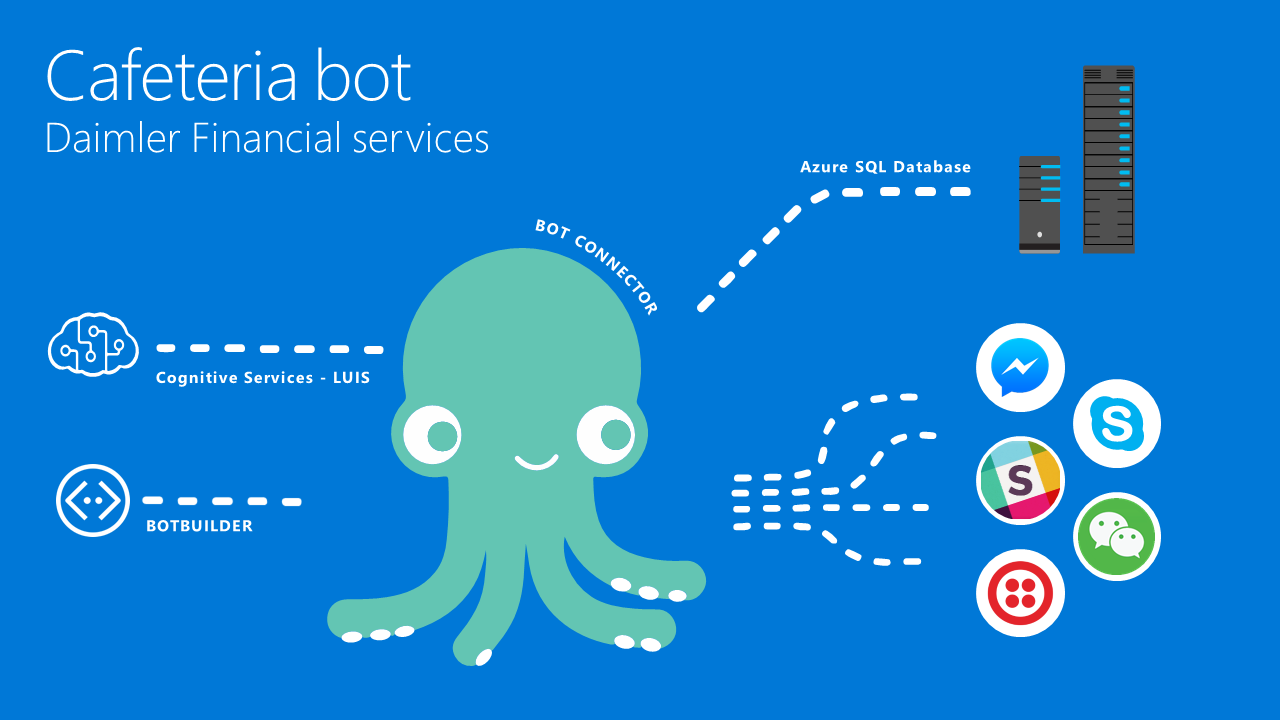 Cafeteria bot
Daimler Financial services
Azure SQL Database
BOT CONNECTOR
Cognitive Services - LUIS
BOTBUILDER
S
S